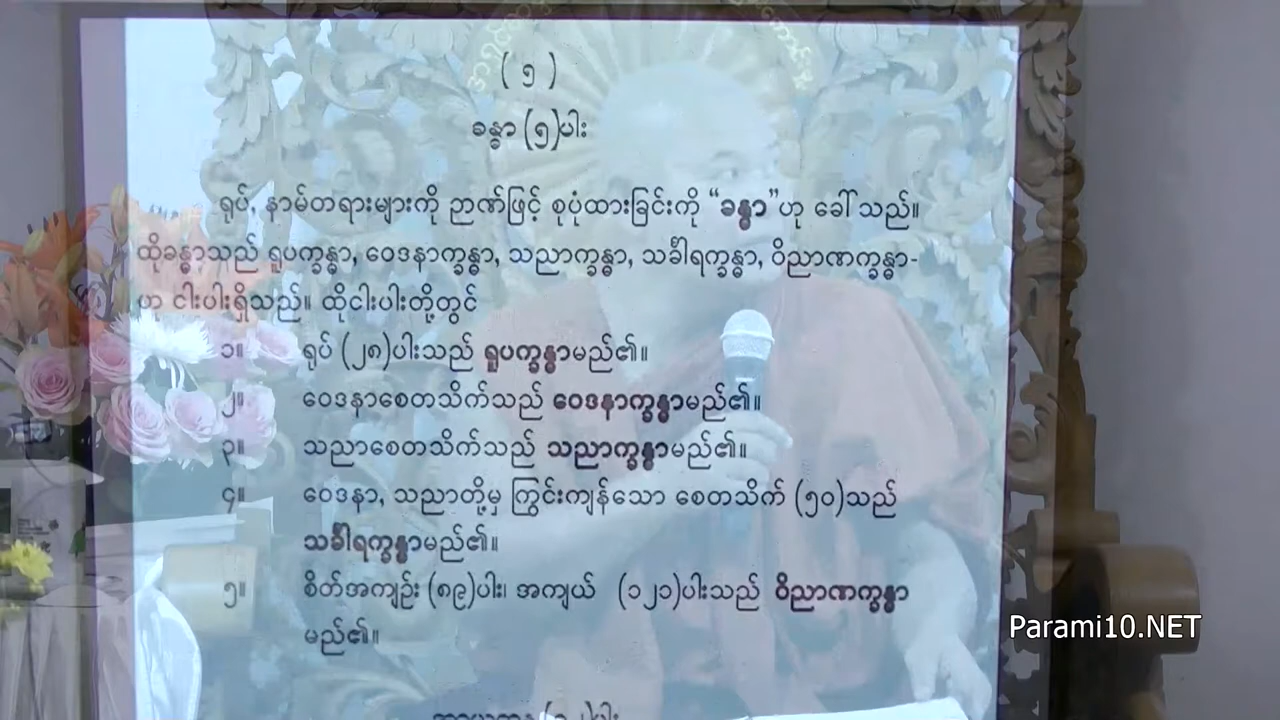 ( ၅ )
ခန္ဓာ (၅)ပါး
ရုပ်, နာမ်တရားများကို ဉာဏ်ဖြင့် စုပုံထားခြင်းကို “ခန္ဓာ”ဟု ခေါ်သည်။
ထိုခန္ဓာသည် ရူပက္ခန္ဓာ, ဝေဒနာက္ခန္ဓာ, သညာက္ခန္ဓာ, သင်္ခါရက္ခန္ဓာ, ဝိညာဏက္ခန္ဓာ-
ဟု ငါးပါးရှိသည်။ ထိုငါးပါးတို့တွင်
၁။ ရုပ် (၂၈)ပါးသည် ရူပက္ခန္ဓာမည်၏။
၂။ ဝေဒနာစေတသိက်သည် ဝေဒနာက္ခန္ဓာမည်၏။
၃။ သညာစေတသိက်သည် သညာက္ခန္ဓာမည်၏။
၄။ ဝေဒနာ, သညာတို့မှ ကြွင်းကျန်သော စေတသိက် (၅၀)သည်
သင်္ခါရက္ခန္ဓာမည်၏။
၅။ စိတ်အကျဉ်း (၈၉)ပါး၊ အကျယ် (၁၂၁)ပါးသည် ဝိညာဏက္ခန္ဓာ
မည်၏။
Parami10.NET